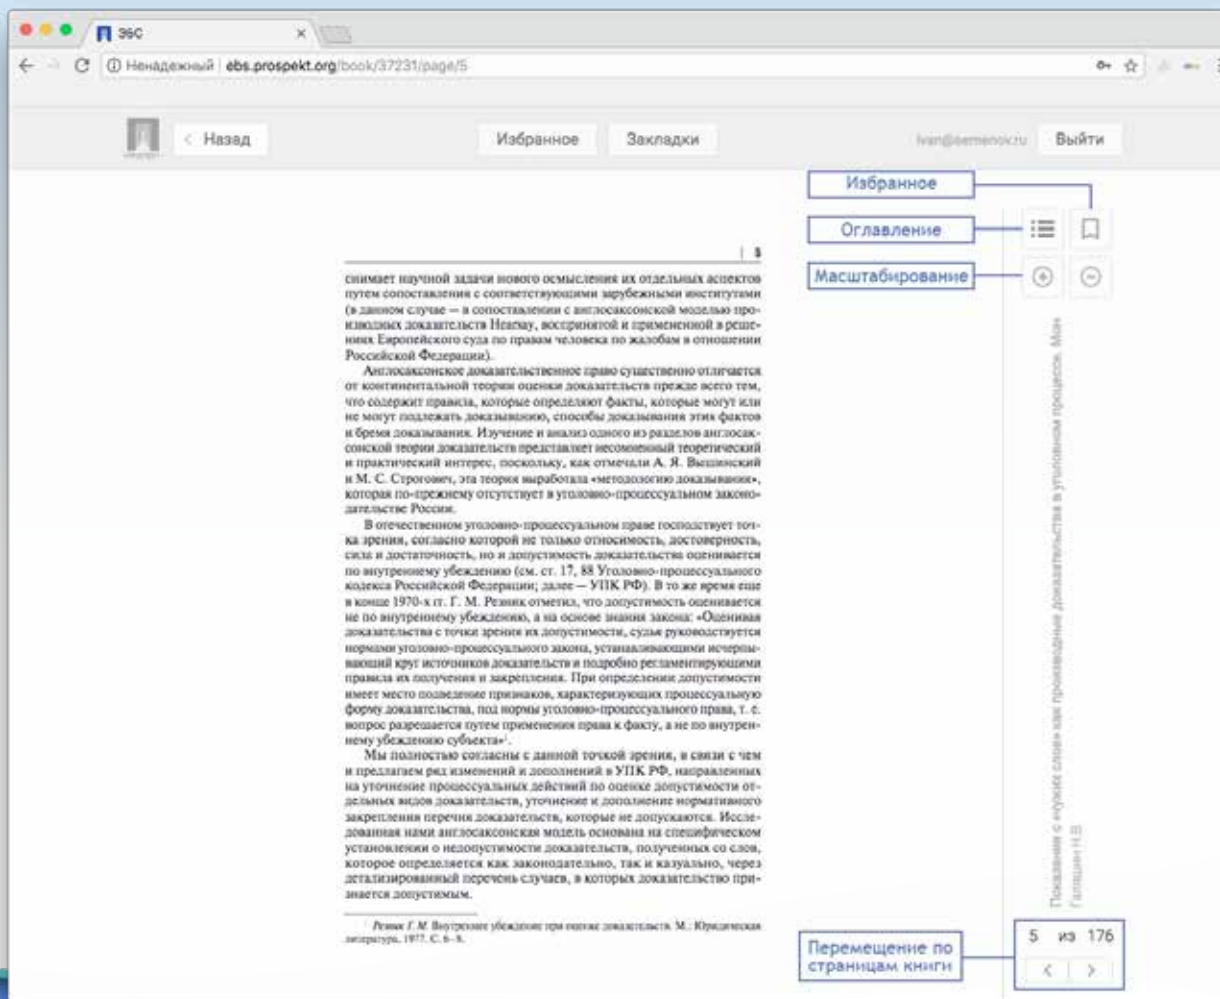 ЭбС
Ненадежный ebs.prospekt.org/book/37231/page/5
Назад
Избранное
Закладки
ivan@semenov.ru
Выйти
Избранное
Оглавление
Масштабирование
| 5
снимает научной задачи нового осмысления их отдельных аспектов
путем сопоставления с соответствующими зарубежными институтами
(в данном случае — в сопоставлении с англосаксонской моделью про-
изводных доказательств Hearsay, воспринятой и примененной в реше-
ниях Европейского суда по правам человека по жалобам в отношении
Российской Федерации).
Англосаксонское доказательственное право существенно отличается
от континентальной теории оценки доказательств прежде всего тем,
что содержит правила, которые определяют факты, которые могут или
не могут подлежать доказыванию, способы доказывания этих фактов
и бремя доказывания. Изучение и анализ одного из разделов англосак-
сонской теории доказательств представляет несомненный теоретический
и практический интерес, поскольку, как отмечали А. Я. Вышинский
и М. С. Строгович, эта теория выработала «методологию доказывания»,
которая по-прежнему отсутствует в уголовно-процессуальном законо-
дательстве России.
В отечественном уголовно-процессуальном праве господствует точ-
ка зрения, согласно которой не только относимость, достоверность,
сила и достаточность, но и допустимость доказательства оценивается
по внутреннему убеждению (см. ст. 17, 88 Уголовно-процессуального
кодекса Российской Федерации; далее — УПК РФ). В то же время еще
в конце 1970-х гг. Г. М. Резник отметил, что допустимость оценивается
не по внутреннему убеждению, а на основе знания закона: «Оценивая
доказательства с точки зрения их допустимости, судья руководствуется
нормами уголовно-процессуального закона, устанавливающими исчерпы-
вающий круг источников доказательств и подробно регламентирующими
правила их получения и закрепления. При определении допустимости
имеет место подведение признаков, характеризующих процессуальную
форму доказательства, под нормы уголовно-процессуального права, т. е.
вопрос разрешается путем применения права к факту, а не по внутрен-
нему убеждению субъекта»¹.
Мы полностью согласны с данной точкой зрения, в связи с чем
и предлагаем ряд изменений и дополнений в УПК РФ, направленных
на уточнение процессуальных действий по оценке допустимости от-
дельных видов доказательств, уточнение и дополнение нормативного
закрепления перечня доказательств, которые не допускаются. Иссле-
дованная нами англосаксонская модель основана на специфическом
установлении о недопустимости доказательств, полученных со слов,
которое определяется как законодательно, так и казуально, через
детализированный перечень случаев, в которых доказательство при-
знается допустимым.
¹ Резник Г. М. Внутреннее убеждение при оценке доказательств. М.: Юридическая
литература, 1977. С. 6–8.
Показания с «чужих слов» как производные доказательства в уголовном процессе. Мон
Галяшин Н.В
Перемещение по
страницам книги
5 из 176